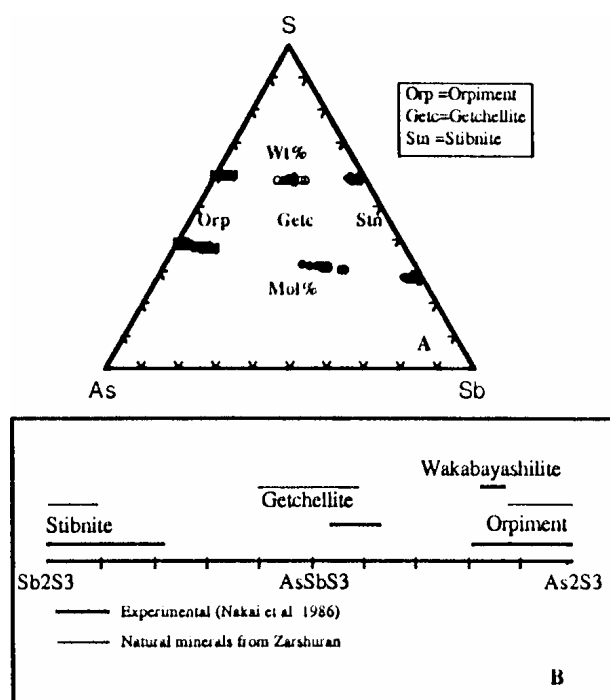 S
Orp =Orpiment
Getc=Getchellite
Stn =Stibnite
Wt%
Orp Getc Stn
Mol%
A
As Sb
Wakabayashilite
Getchellite
Stibnite Orpiment
Sb2S3 AsSbS3 As2S3
Experimental (Nakai et al 1986)
Natural minerals from Zarshuran
B